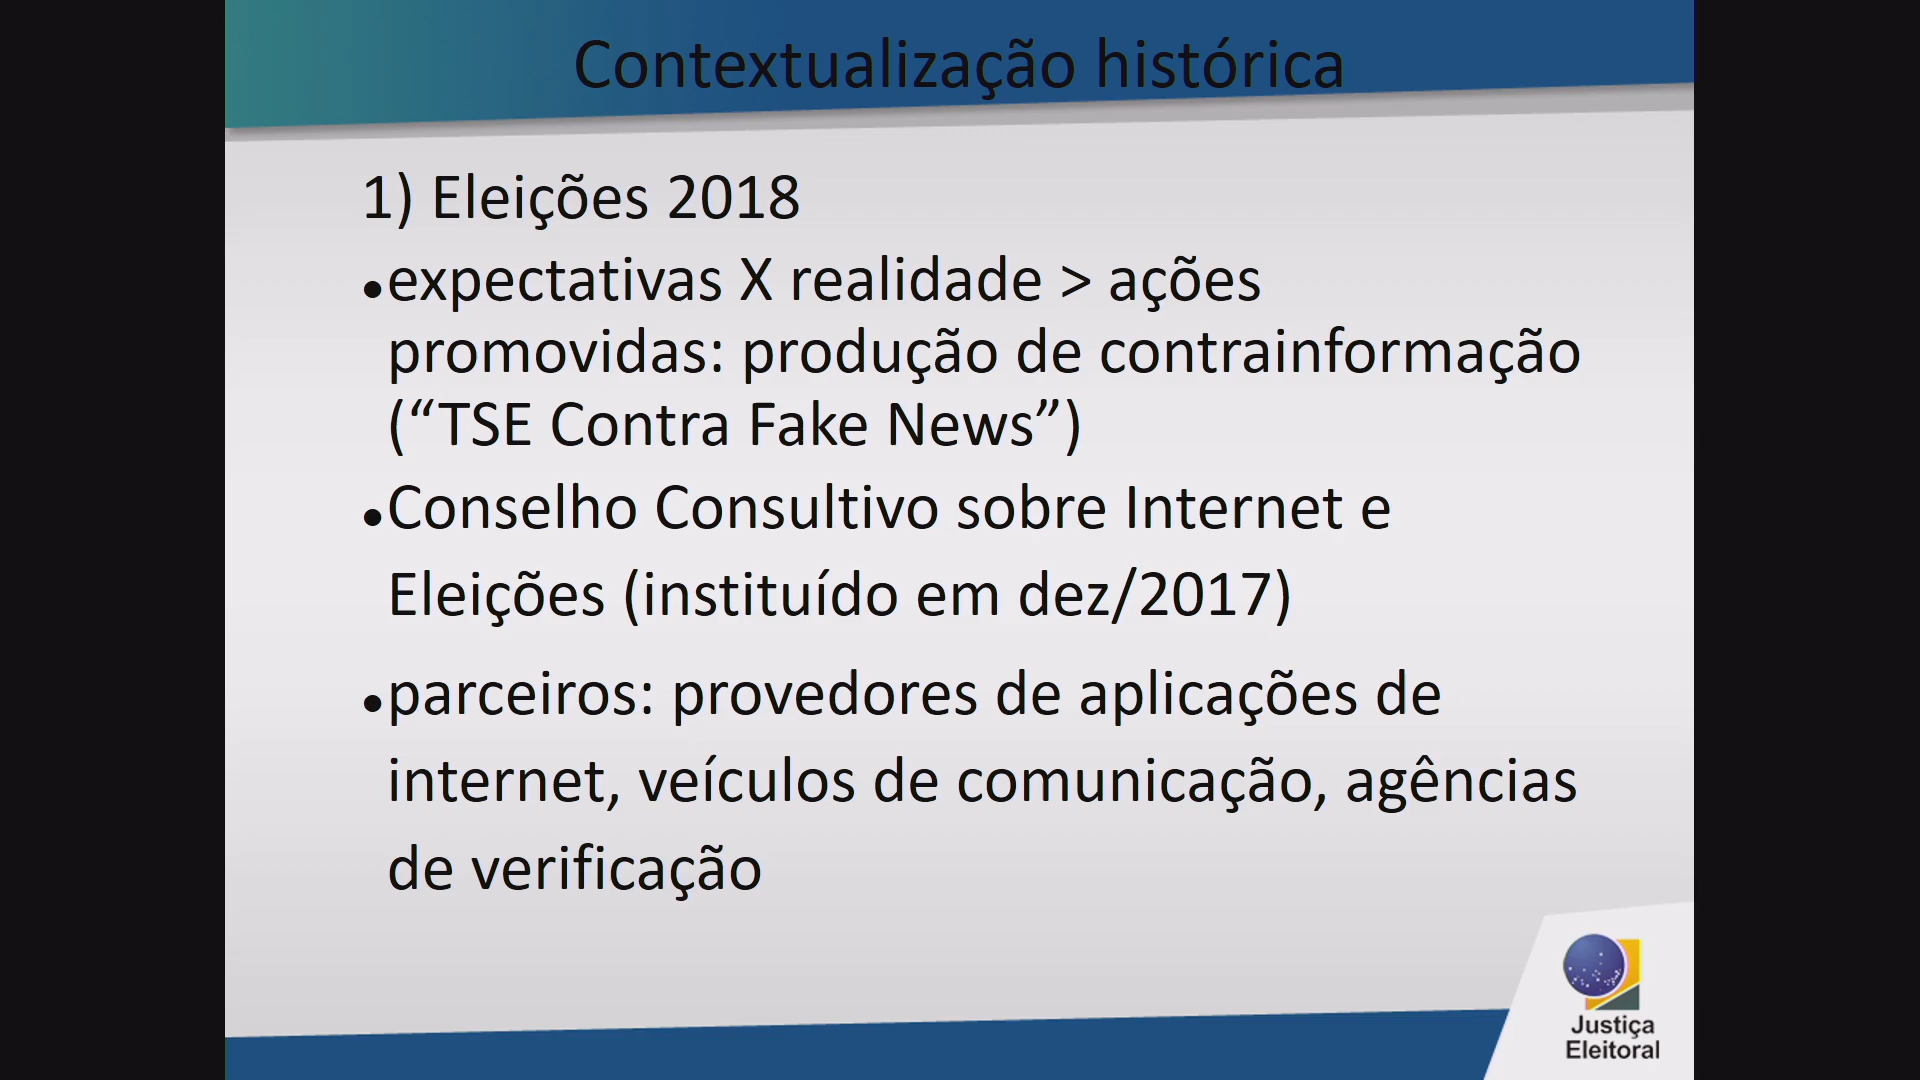 Contextualização histórica
1) Eleições 2018
●expectativas X realidade > ações
promovidas: produção de contrainformação
(“TSE Contra Fake News”)
●Conselho Consultivo sobre Internet e
Eleições (instituído em dez/2017)
●parceiros: provedores de aplicações de
internet, veículos de comunicação, agências
de verificação
Justiça
Eleitoral